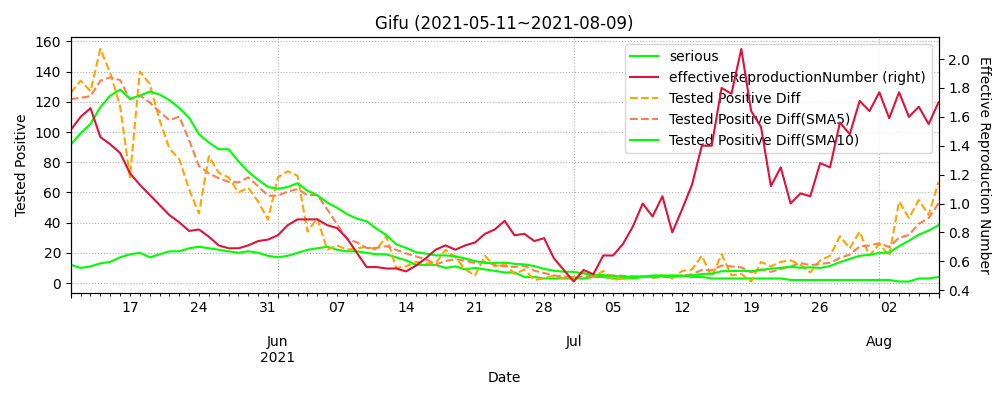 Gifu (2021-05-11~2021-08-09)
160
140
120
100
80
60
40
20
0
Tested Positive
serious
effectiveReproductionNumber (right)
Tested Positive Diff
Tested Positive Diff(SMA5)
Tested Positive Diff(SMA10)
2.0
1.8
1.6
1.4
1.2
1.0
0.8
0.6
0.4
Effective Reproduction Number
17 24 31 07 14 21 28 05 12 19 26 02
Jun Jul Aug
2021
Date